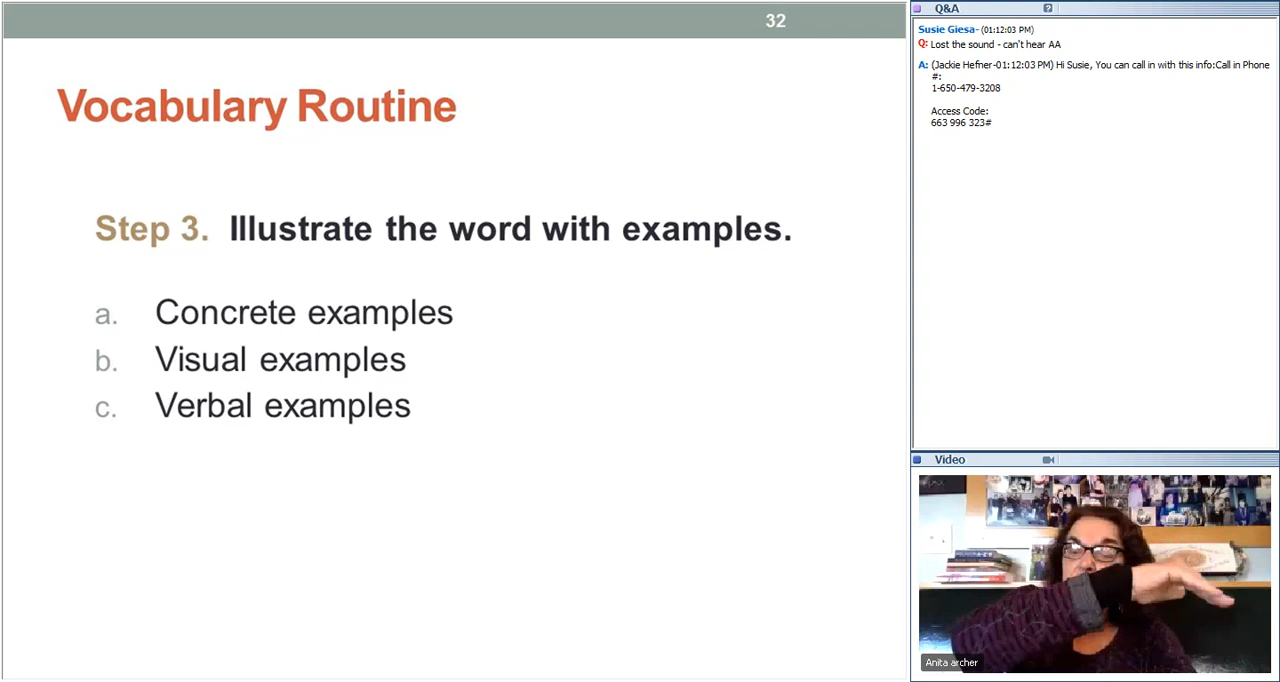 32
Vocabulary Routine
Step 3. Illustrate the word with examples.
a. Concrete examples
b. Visual examples
c. Verbal examples
Q&A
Susie Giesa- (01:12:03 PM)
Q: Lost the sound - can't hear AA
A: (Jackie Hefner-01:12:03 PM) Hi Susie, You can call in with this info:Call in Phone
#:
1-650-479-3208
Access Code:
663 996 323#
Video
Anita archer